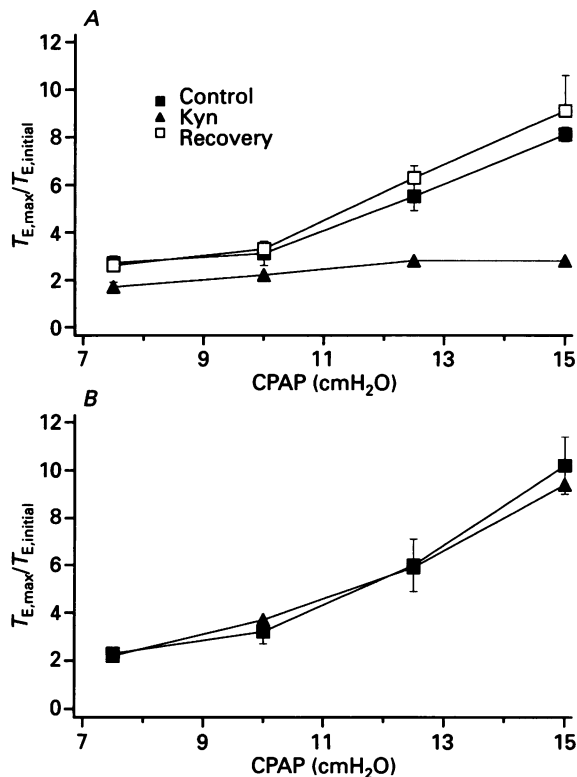 A
12
10
8
6
4
2
0
T_E,max/T_E,initial
Control
Kyn
Recovery
7 9 11 13 15
CPAP (cmH₂O)
B
12
10
8
6
4
2
0
T_E,max/T_E,initial
7 9 11 13 15
CPAP (cmH₂O)